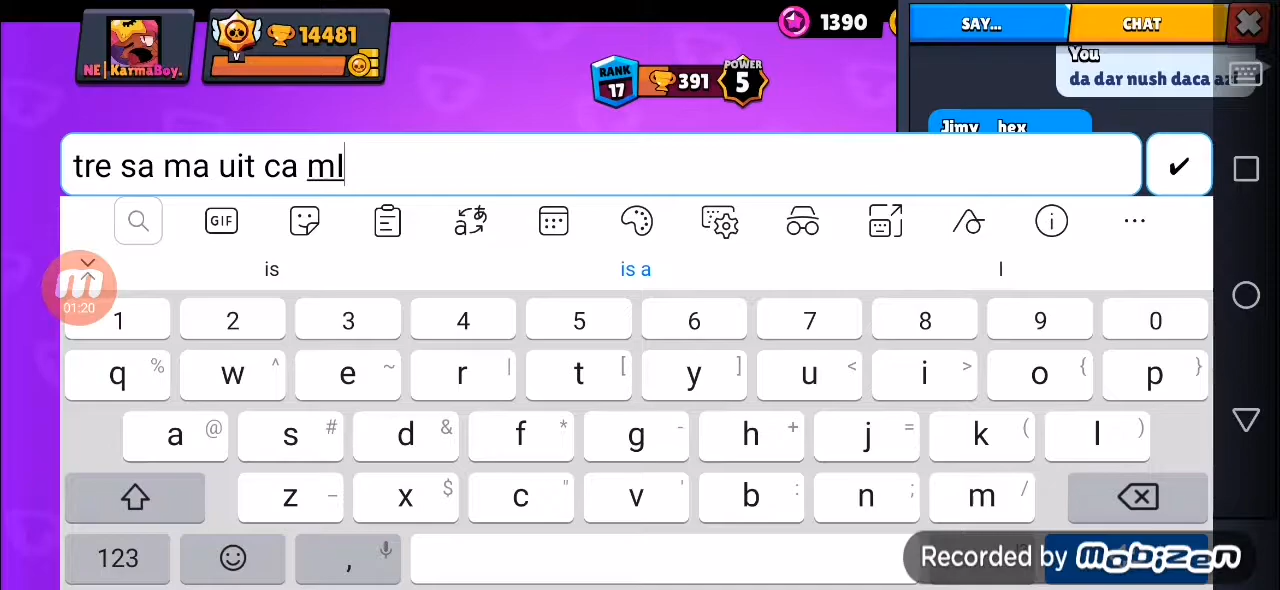 NE | KarmaBoy.
V
14481
RANK
17
391
POWER
5
1390
SAY...
CHAT
You
da dar nush daca
Jimy__hex
tre sa ma uit ca ml
✔
GIF
is
is a
I
m
01:20
1 2 3 4 5 6 7 8 9 0
q % w ^ e ~ r | t [ y ] u < i > o { p }
a @ s # d & f * g - h + j = k ( l )
z _ x $ c " v ' b : n ; m /
123 ,
Recorded by mobizen